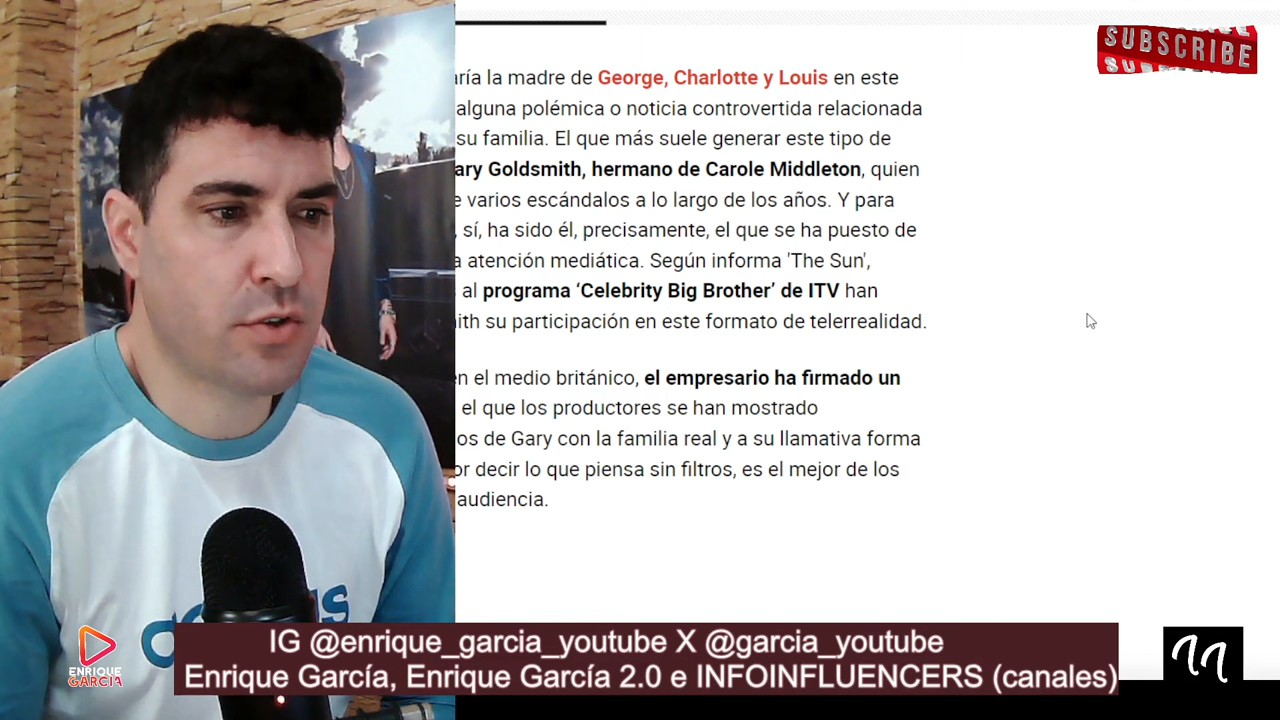 SUBSCRIBE
aría la madre de George, Charlotte y Louis en este
alguna polémica o noticia controvertida relacionada
su familia. El que más suele generar este tipo de
ary Goldsmith, hermano de Carole Middleton, quien
e varios escándalos a lo largo de los años. Y para
, sí, ha sido él, precisamente, el que se ha puesto de
a atención mediática. Según informa 'The Sun',
s al programa ‘Celebrity Big Brother’ de ITV han
ith su participación en este formato de telerrealidad.
en el medio británico, el empresario ha firmado un
el que los productores se han mostrado
os de Gary con la familia real y a su llamativa forma
or decir lo que piensa sin filtros, es el mejor de los
audiencia.
ENRIQUE
GARCÍA
IG @enrique_garcia_youtube X @garcia_youtube
Enrique García, Enrique García 2.0 e INFOINFLUENCERS (canales)